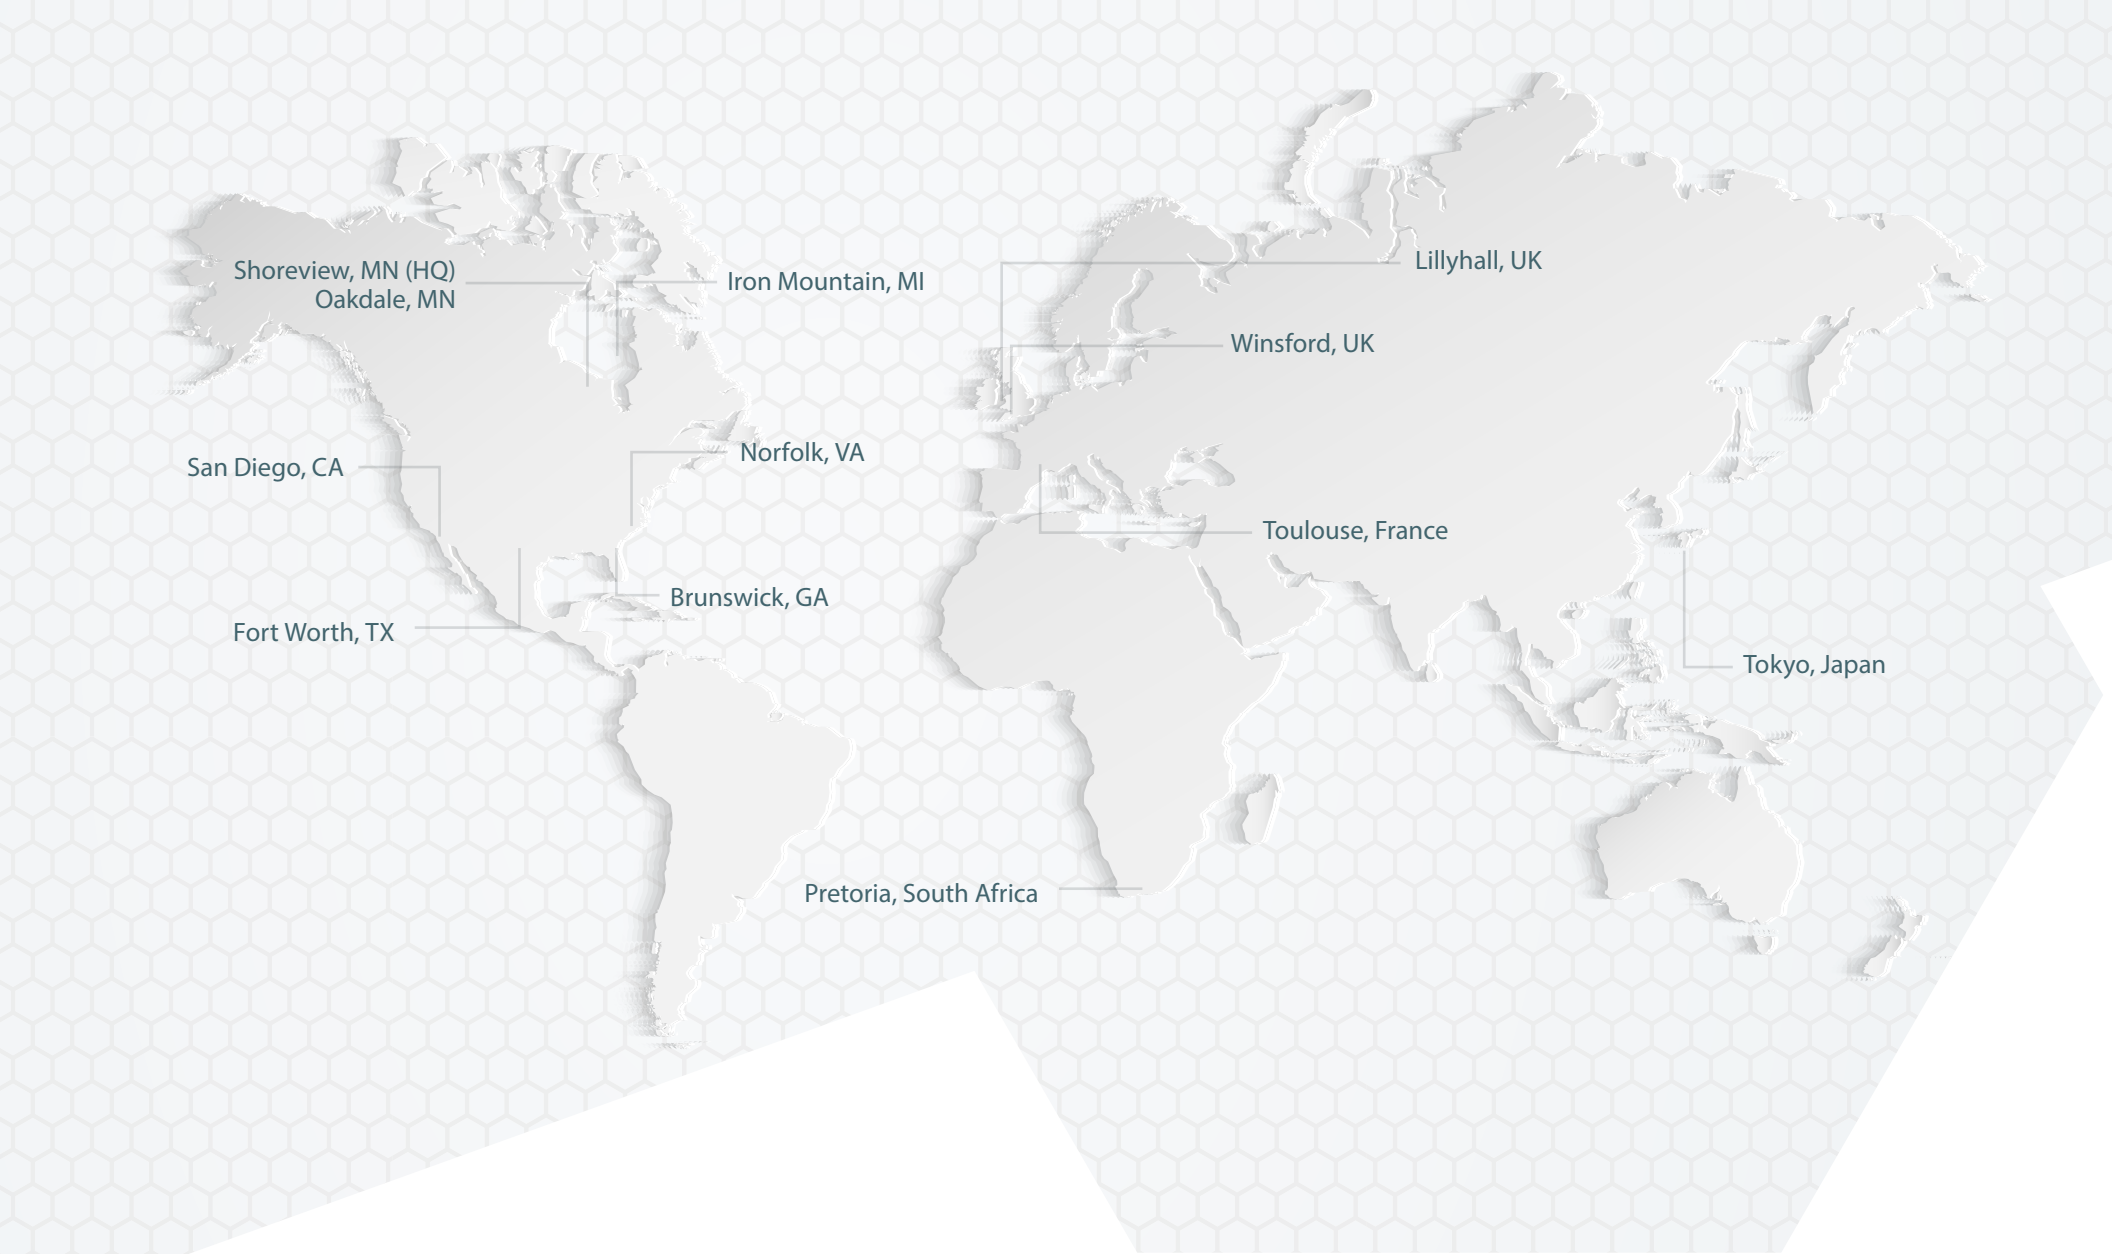 Shoreview, MN (HQ)
Oakdale, MN
Iron Mountain, MI
Lillyhall, UK
Winsford, UK
San Diego, CA
Norfolk, VA
Toulouse, France
Brunswick, GA
Fort Worth, TX
Tokyo, Japan
Pretoria, South Africa